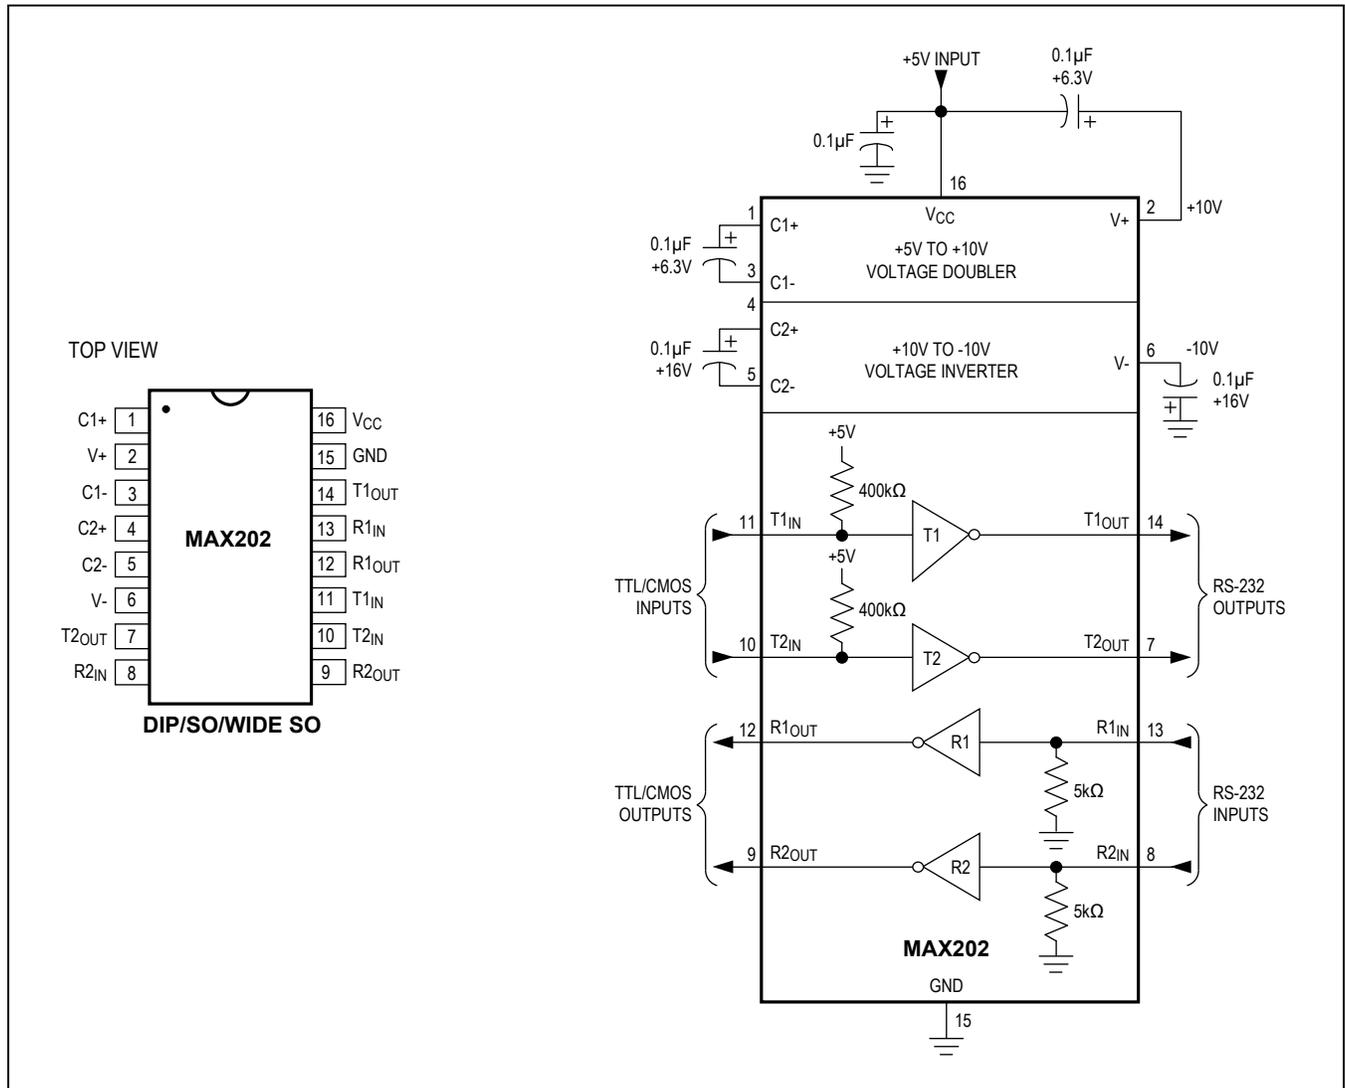 TOP VIEW
C1+ 1
V+ 2
C1- 3
C2+ 4
C2- 5
V- 6
T2OUT 7
R2IN 8
16 VCC
15 GND
14 T1OUT
13 R1IN
12 R1OUT
11 T1IN
10 T2IN
9 R2OUT
MAX202
DIP/SO/WIDE SO
+5V INPUT
0.1µF
+6.3V
0.1µF
16
VCC
1
C1+
0.1µF
+6.3V
3
C1-
+5V TO +10V
VOLTAGE DOUBLER
V+
2
+10V
4
C2+
0.1µF
+16V
5
C2-
+10V TO -10V
VOLTAGE INVERTER
V-
6
-10V
0.1µF
+16V
+5V
400kΩ
11
T1IN
T1
T1OUT
14
+5V
400kΩ
TTL/CMOS
INPUTS
RS-232
OUTPUTS
10
T2IN
T2
T2OUT
7
12
R1OUT
R1
R1IN
13
5kΩ
TTL/CMOS
OUTPUTS
RS-232
INPUTS
9
R2OUT
R2
R2IN
8
5kΩ
MAX202
GND
15